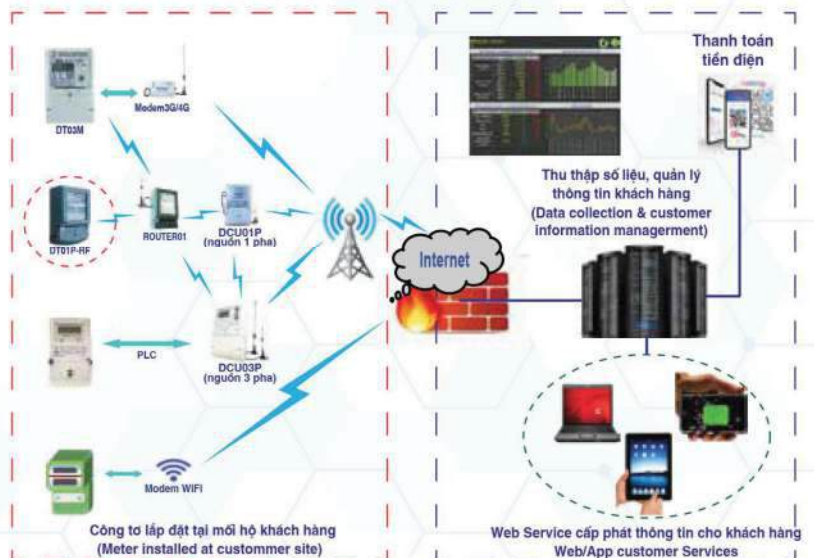 DT03M
Modem3G/4G
DT01P-RF
ROUTER01
DCU01P
(nguồn 1 pha)
PLC
DCU03P
(nguồn 3 pha)
Modem WIFI
Công tơ lắp đặt tại mỗi hộ khách hàng
(Meter installed at custommer site)
Internet
Thanh toán
tiền điện
Thu thập số liệu, quản lý
thông tin khách hàng
(Data collection & customer
information managerment)
Web Service cấp phát thông tin cho khách hàng
Web/App customer Services